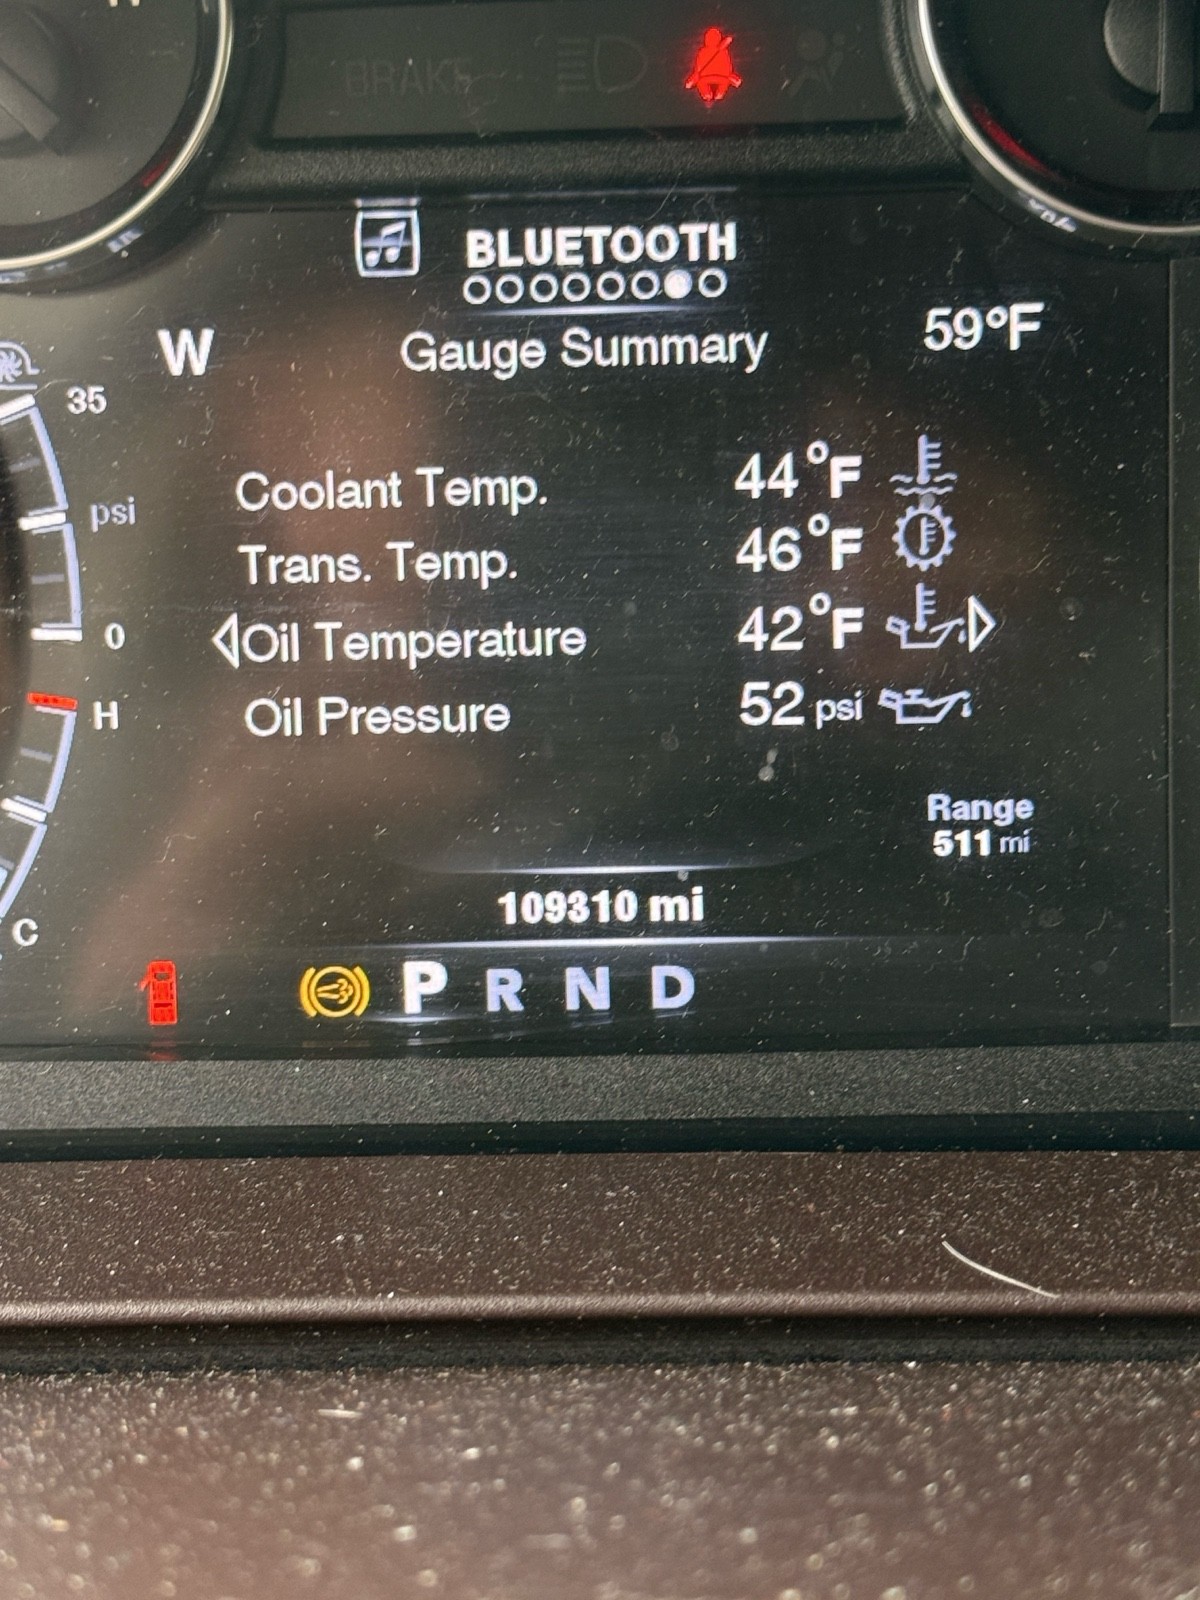 BRAKE
BLUETOOTH
W Gauge Summary 59°F
35
Coolant Temp. 44°F
psi
Trans. Temp. 46°F
0 Oil Temperature 42°F
H Oil Pressure 52 psi
Range
511 mi
109310 mi
C
P R N D